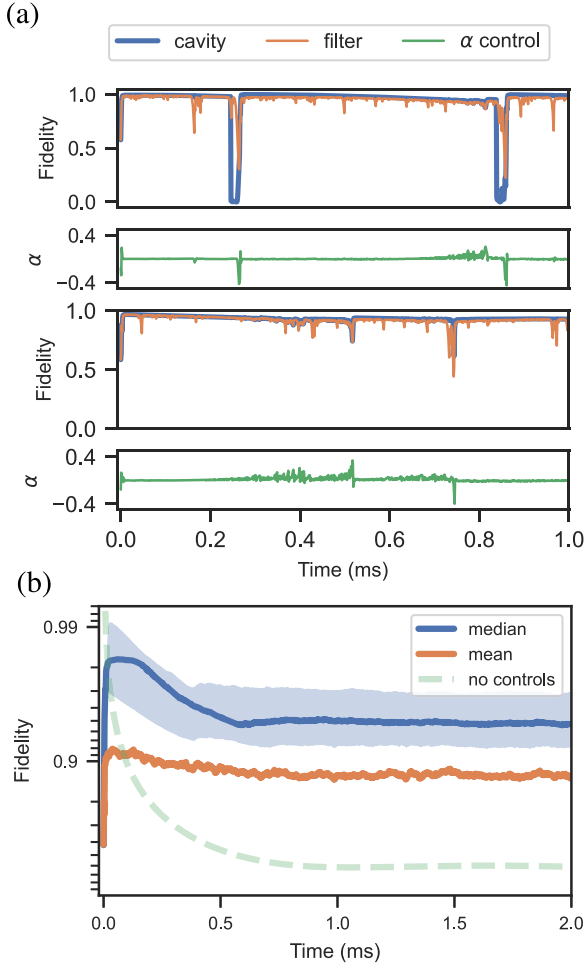 (a)
cavity filter α control
Fidelity
1.0
0.5
0.0
α
0.4
−0.4
Fidelity
1.0
0.5
0.0
α
0.4
−0.4
0.0 0.2 0.4 0.6 0.8 1.0
Time (ms)
(b)
Fidelity
0.99
0.9
median
mean
no controls
0.0 0.5 1.0 1.5 2.0
Time (ms)